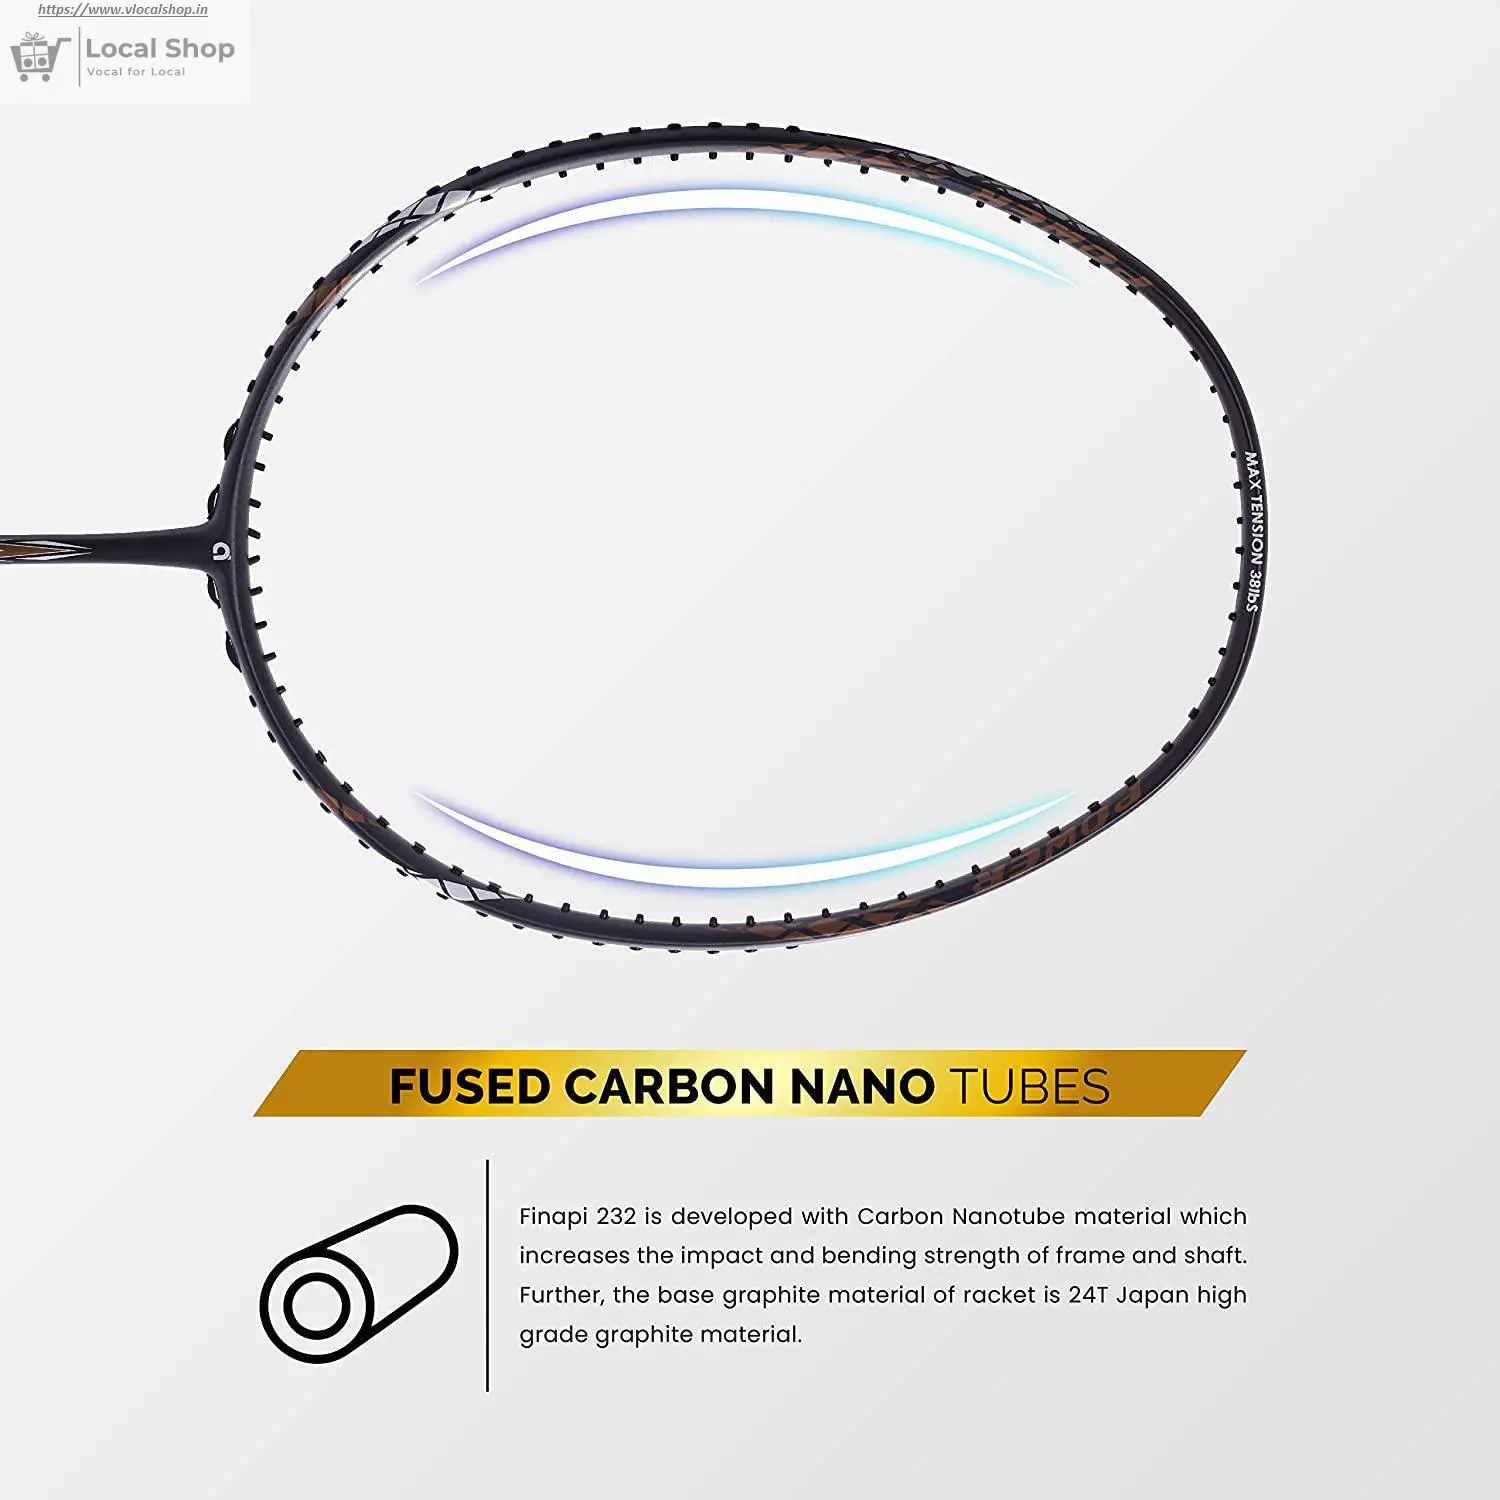 https://www.vlocalshop.in
Local Shop
Vocal for Local
POWER
MAX TENSION 38lbs
POWER
FUSED CARBON NANO TUBES
Finapi 232 is developed with Carbon Nanotube material which
increases the impact and bending strength of frame and shaft.
Further, the base graphite material of racket is 24T Japan high
grade graphite material.